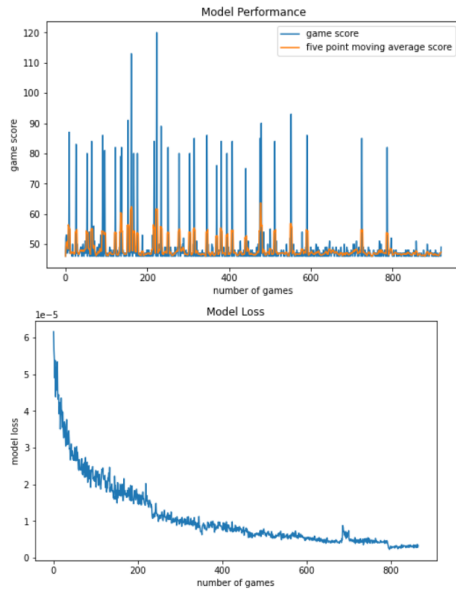 Model Performance
game score
five point moving average score
120
110
100
90
80
70
60
50
game score
0
200
400
600
800
number of games
Model Loss
1e-5
6
5
4
3
2
1
0
model loss
0
200
400
600
800
number of games